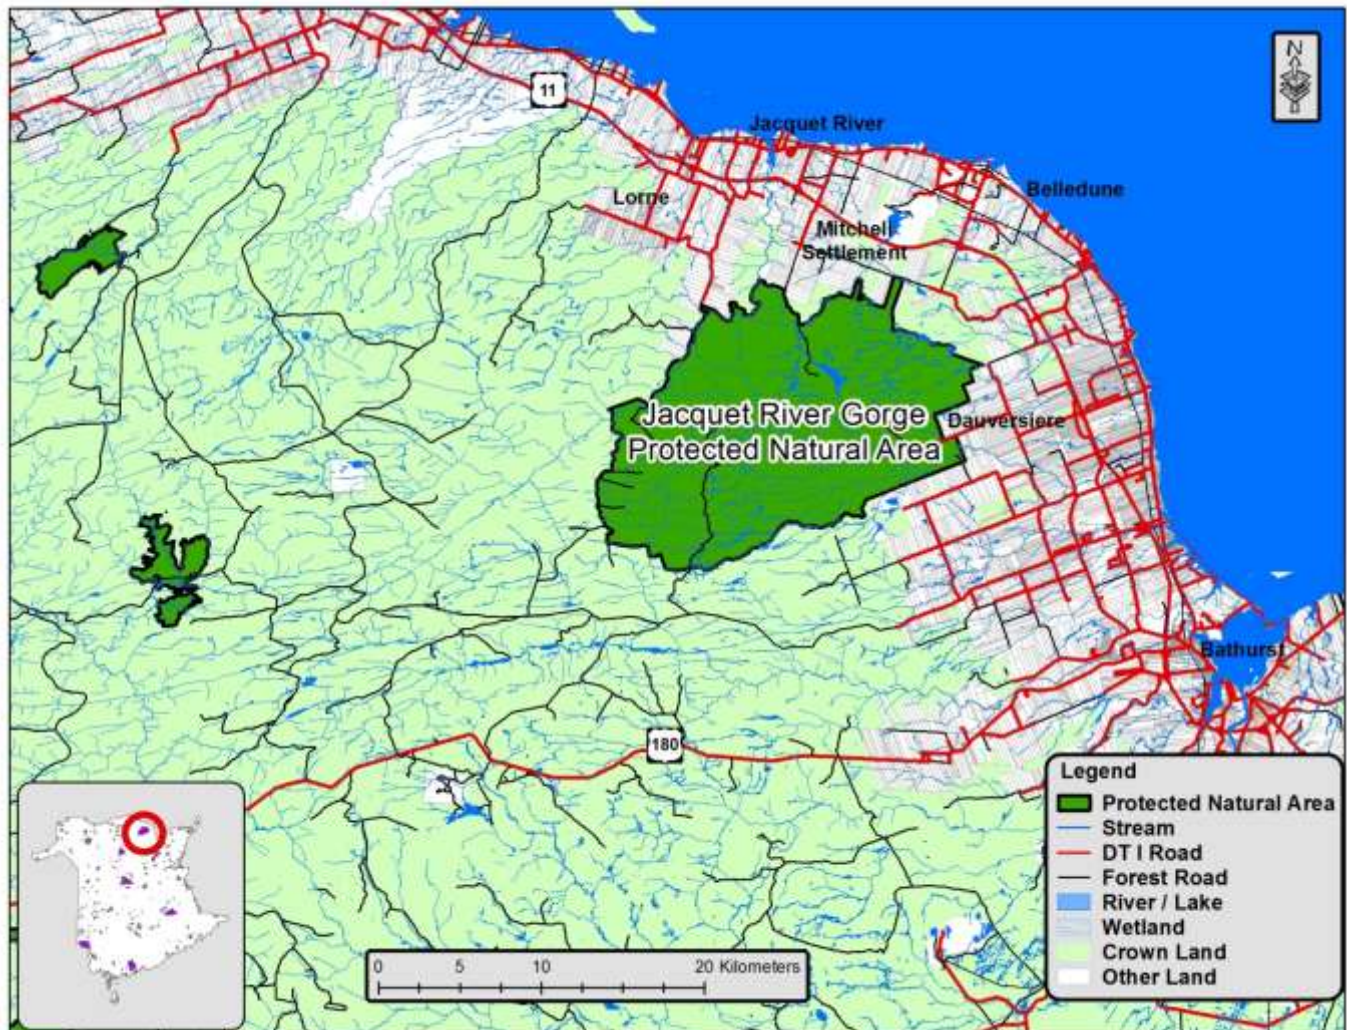 N
11
Jacquet River
Belledune
Lorne
Mitchell
Settlement
Jacquet River Gorge
Protected Natural Area
Dauversiere
Bathurst
180
Legend
Protected Natural Area
Stream
DT I Road
Forest Road
River / Lake
Wetland
Crown Land
Other Land
0 5 10 20 Kilometers